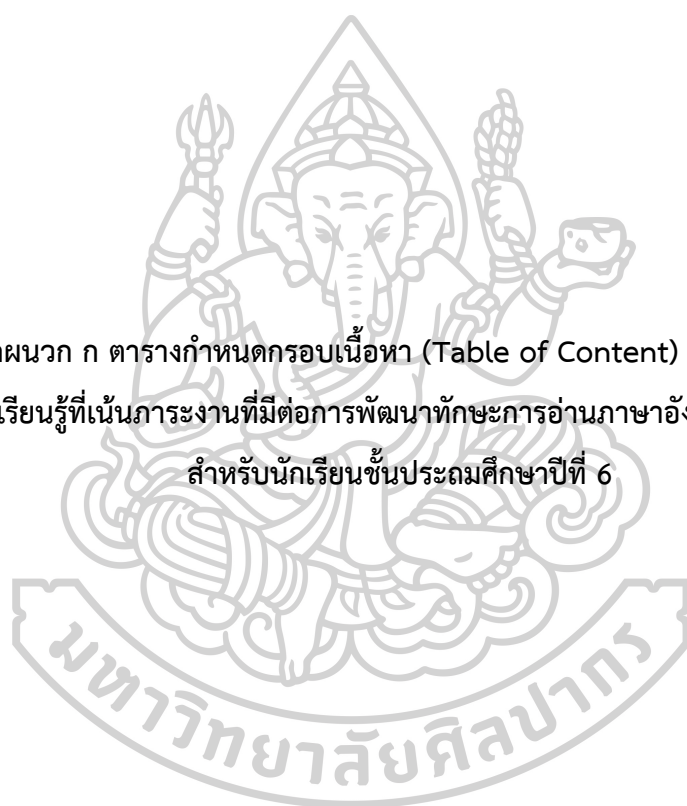 ผนวก ก ตารางกำหนดกรอบเนื้อหา (Table of Content)
เรียนรู้ที่เน้นภาระงานที่มีต่อการพัฒนาทักษะการอ่านภาษาอัง
สำหรับนักเรียนชั้นประถมศึกษาปีที่ 6
มหาวิทยาลัยศิลปากร